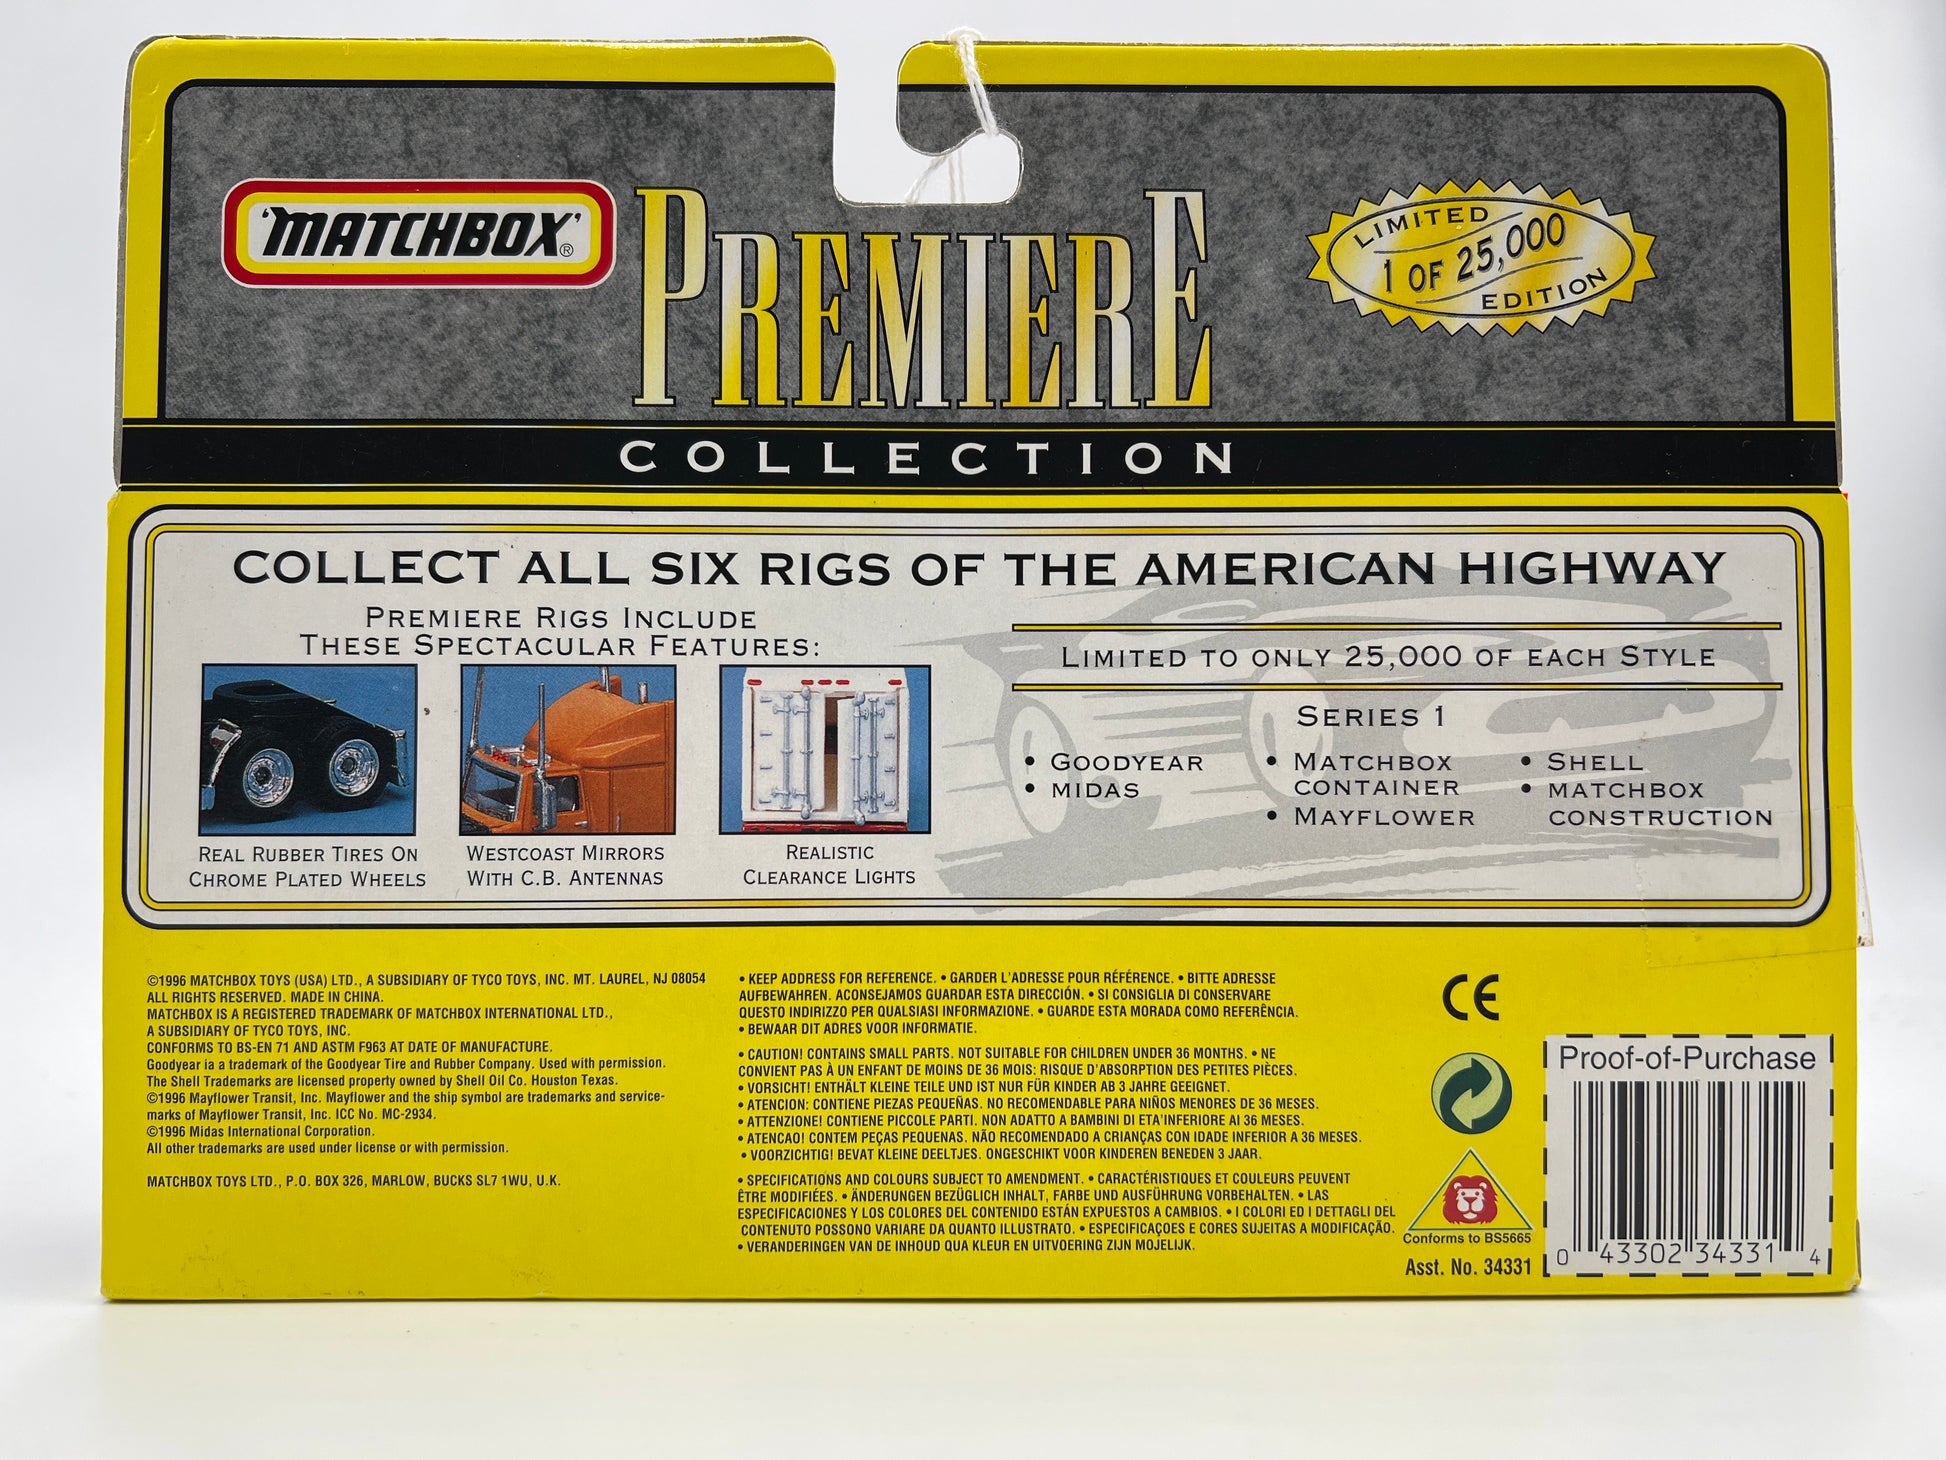 'MATCHBOX'®
PREMIERE
LIMITED
1 OF 25,000
EDITION
COLLECTION
COLLECT ALL SIX RIGS OF THE AMERICAN HIGHWAY
PREMIERE RIGS INCLUDE
THESE SPECTACULAR FEATURES:
REAL RUBBER TIRES ON
CHROME PLATED WHEELS
WESTCOAST MIRRORS
WITH C.B. ANTENNAS
REALISTIC
CLEARANCE LIGHTS
LIMITED TO ONLY 25,000 OF EACH STYLE
SERIES 1
• GOODYEAR
• MIDAS
• MATCHBOX
CONTAINER
• MAYFLOWER
• SHELL
• MATCHBOX
CONSTRUCTION
©1996 MATCHBOX TOYS (USA) LTD., A SUBSIDIARY OF TYCO TOYS, INC. MT. LAUREL, NJ 08054
ALL RIGHTS RESERVED. MADE IN CHINA.
MATCHBOX IS A REGISTERED TRADEMARK OF MATCHBOX INTERNATIONAL LTD.,
A SUBSIDIARY OF TYCO TOYS, INC.
CONFORMS TO BS-EN 71 AND ASTM F963 AT DATE OF MANUFACTURE.
Goodyear is a trademark of the Goodyear Tire and Rubber Company. Used with permission.
The Shell Trademarks are licensed property owned by Shell Oil Co. Houston Texas.
©1996 Mayflower Transit, Inc. Mayflower and the ship symbol are trademarks and service-
marks of Mayflower Transit, Inc. ICC No. MC-2934.
©1996 Midas International Corporation.
All other trademarks are used under license or with permission.
MATCHBOX TOYS LTD., P.O. BOX 326, MARLOW, BUCKS SL7 1WU, U.K.
• KEEP ADDRESS FOR REFERENCE. • GARDER L'ADRESSE POUR RÉFÉRENCE. • BITTE ADRESSE
AUFBEWAHREN. ACONSEJAMOS GUARDAR ESTA DIRECCIÓN. • SI CONSIGLIA DI CONSERVARE
QUESTO INDIRIZZO PER QUALSIASI INFORMAZIONE. • GUARDE ESTA MORADA COMO REFERÊNCIA.
• BEWAAR DIT ADRES VOOR INFORMATIE.
• CAUTION! CONTAINS SMALL PARTS. NOT SUITABLE FOR CHILDREN UNDER 36 MONTHS. • NE
CONVIENT PAS À UN ENFANT DE MOINS DE 36 MOIS: RISQUE D'ABSORPTION DES PETITES PIÈCES.
• VORSICHT! ENTHÄLT KLEINE TEILE UND IST NUR FÜR KINDER AB 3 JAHRE GEEIGNET.
• ATENCION: CONTIENE PIEZAS PEQUEÑAS. NO RECOMENDABLE PARA NIÑOS MENORES DE 36 MESES.
• ATTENZIONE! CONTIENE PICCOLE PARTI. NON ADATTO A BAMBINI DI ETA'INFERIORE AI 36 MESES.
• ATENCAO! CONTEM PEÇAS PEQUENAS. NÃO RECOMENDADO A CRIANÇAS CON IDADE INFERIOR A 36 MESES.
• VOORZICHTIG! BEVAT KLEINE DEELTJES. ONGESCHIKT VOOR KINDEREN BENEDEN 3 JAAR.
• SPECIFICATIONS AND COLOURS SUBJECT TO AMENDMENT. • CARACTÉRISTIQUES ET COULEURS PEUVENT
ÊTRE MODIFIÉES. • ÄNDERUNGEN BEZÜGLICH INHALT, FARBE UND AUSFÜHRUNG VORBEHALTEN. • LAS
ESPECIFICACIONES Y LOS COLORES DEL CONTENIDO ESTÁN EXPUESTOS A CAMBIOS. • I COLORI ED I DETTAGLI DEL
CONTENUTO POSSONO VARIARE DA QUANTO ILLUSTRATO. • ESPECIFICAÇOES E CORES SUJEITAS A MODIFICAÇÃO.
• VERANDERINGEN VAN DE INHOUD QUA KLEUR EN UITVOERING ZIJN MOJELIJK.
CE
Conforms to BS5665
Asst. No. 34331
Proof-of-Purchase
0 43302 34331 4